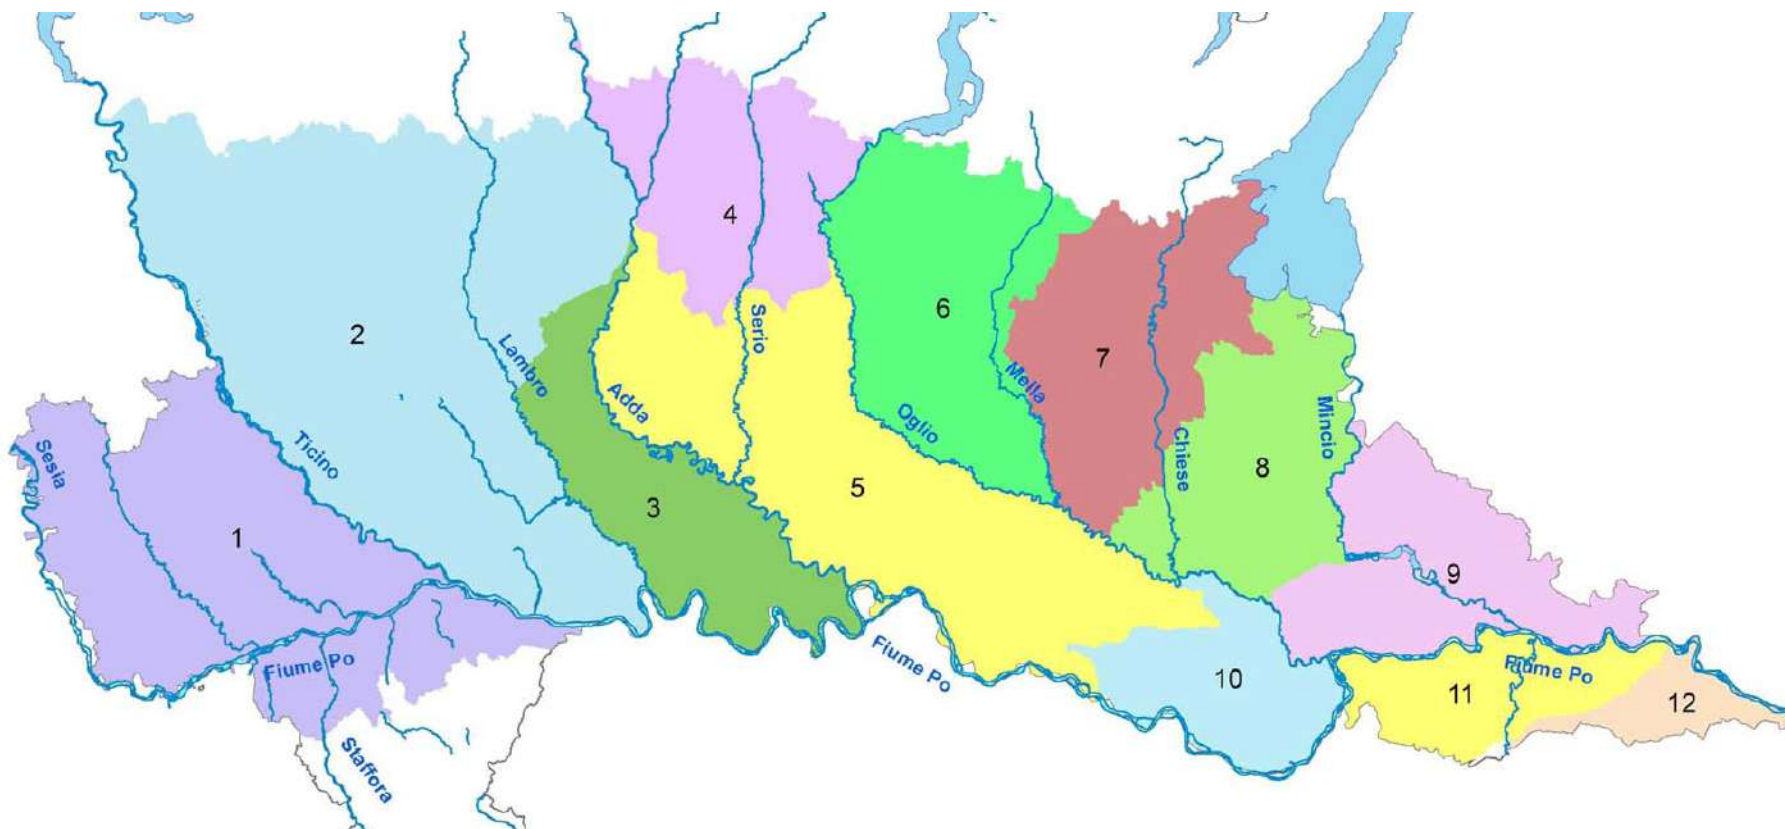 4
6
2
Serio
7
Lambro
Mella
Adda
Oglio
Mincio
Sesia
Ticino
Chiese
8
5
3
1
9
Fiume Po
Fiume Po
10
Fiume Po
11
12
Staffora